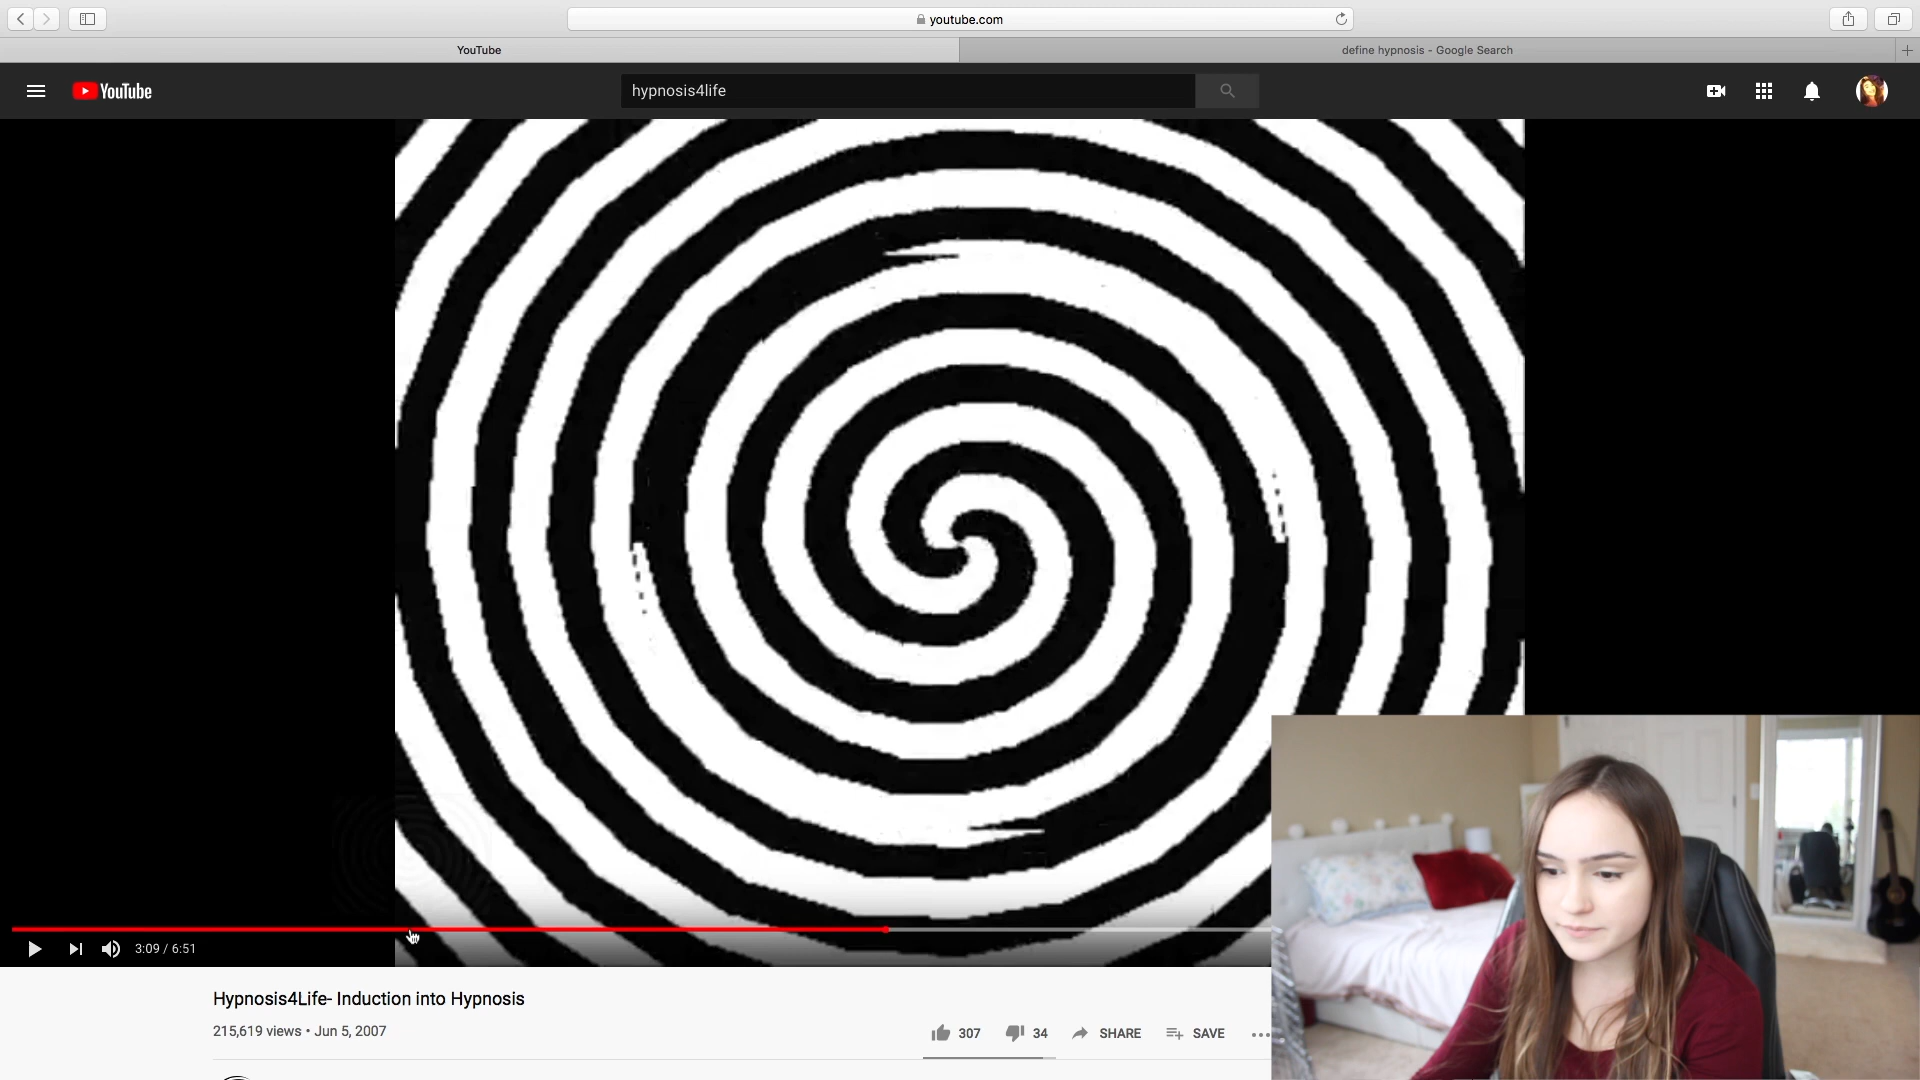 youtube.com
YouTube
define hypnosis - Google Search
YouTube
hypnosis4life
3:09 / 6:51
Hypnosis4Life- Induction into Hypnosis
215,619 views • Jun 5, 2007
307
34
SHARE
SAVE